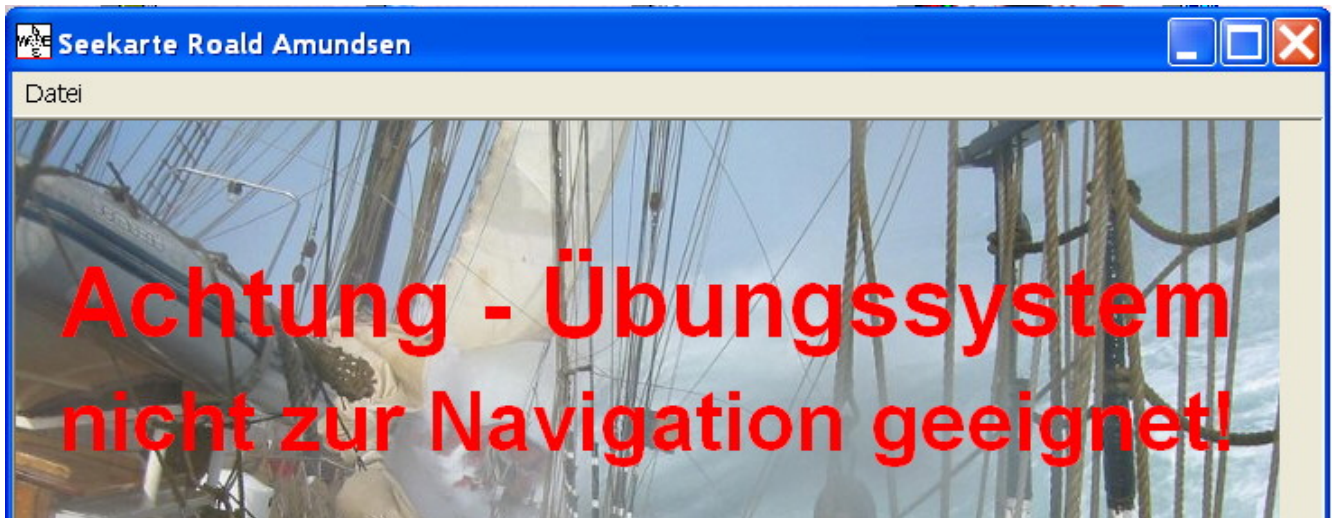 Seekarte Roald Amundsen
Datei
Achtung - Übungssystem
nicht zur Navigation geeignet!